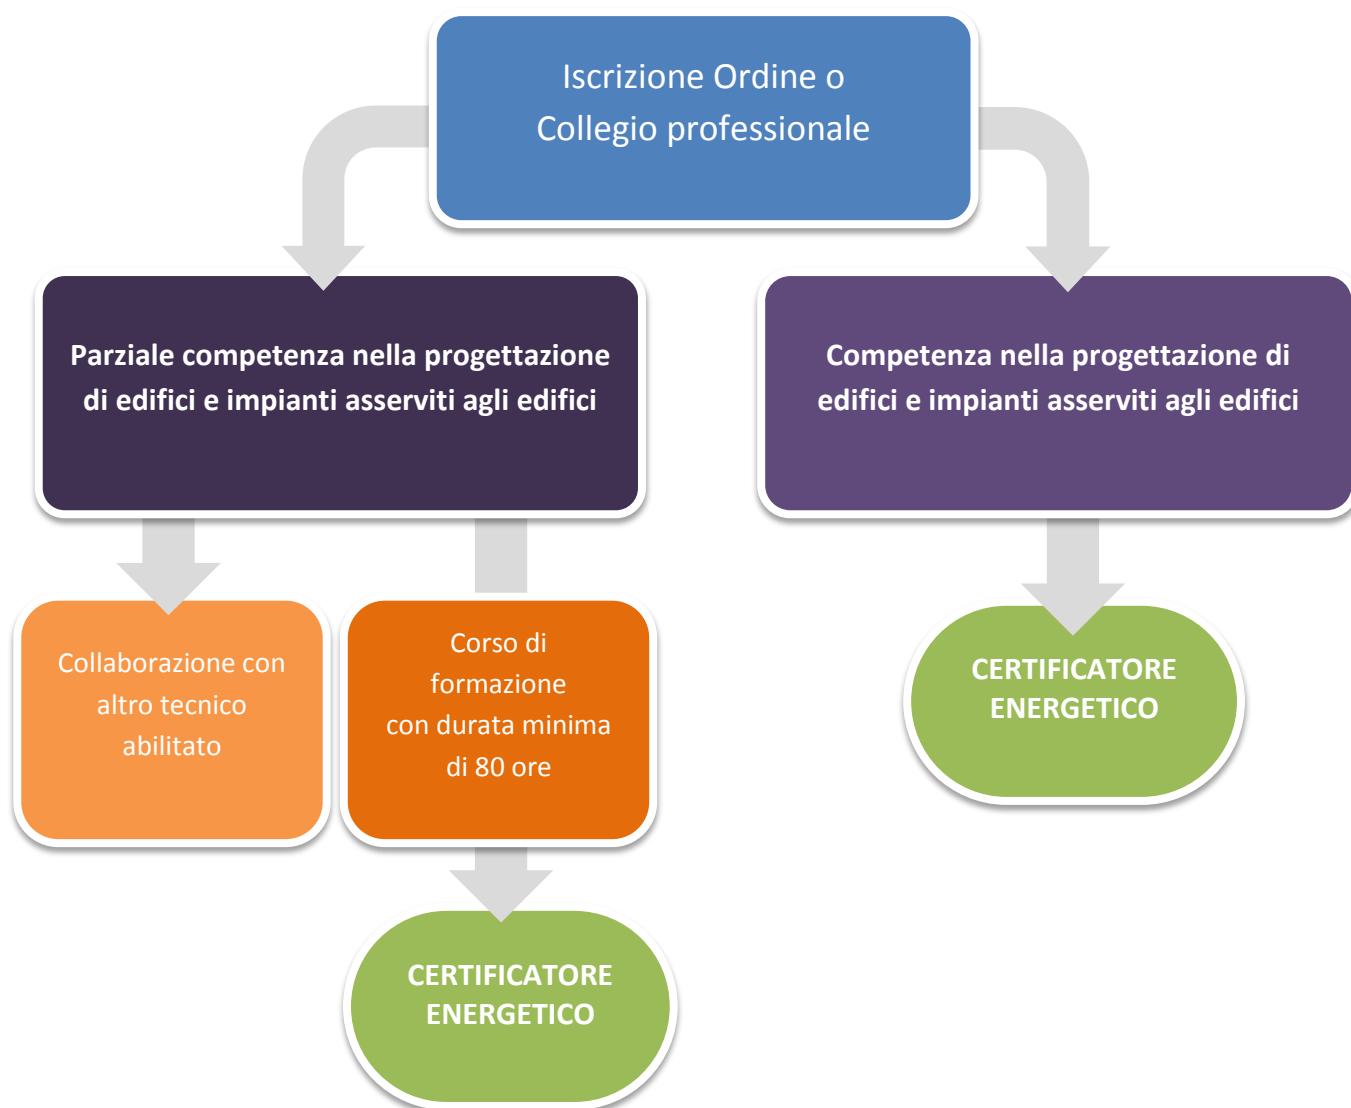 Iscrizione Ordine o
Collegio professionale
Parziale competenza nella progettazione
di edifici e impianti asserviti agli edifici
Competenza nella progettazione di
edifici e impianti asserviti agli edifici
Collaborazione con
altro tecnico
abilitato
Corso di
formazione
con durata minima
di 80 ore
CERTIFICATORE
ENERGETICO
CERTIFICATORE
ENERGETICO